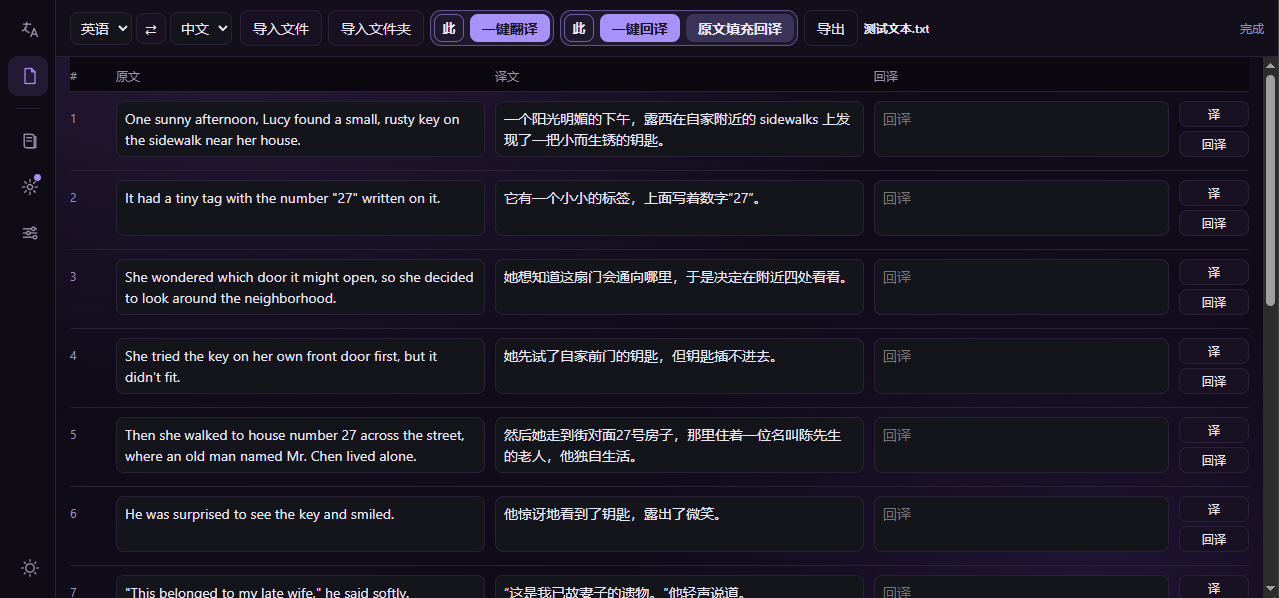 英语 ⇄ 中文 导入文件 导入文件夹 此 一键翻译 此 一键回译 原文填充回译 导出 测试文本.txt 完成
# 原文 译文 回译
1
One sunny afternoon, Lucy found a small, rusty key on
the sidewalk near her house.
一个阳光明媚的下午，露西在自家附近的 sidewalks 上发
现了一把小而生锈的钥匙。
回译
译
回译
2
It had a tiny tag with the number "27" written on it.
它有一个小小的标签，上面写着数字“27”。
回译
译
回译
3
She wondered which door it might open, so she decided
to look around the neighborhood.
她想知道这扇门会通向哪里，于是决定在附近四处看看。
回译
译
回译
4
She tried the key on her own front door first, but it
didn't fit.
她先试了自家前门的钥匙，但钥匙插不进去。
回译
译
回译
5
Then she walked to house number 27 across the street,
where an old man named Mr. Chen lived alone.
然后她走到街对面27号房子，那里住着一位名叫陈先生
的老人，他独自生活。
回译
译
回译
6
He was surprised to see the key and smiled.
他惊讶地看到了钥匙，露出了微笑。
回译
译
回译
7
"This belonged to my late wife," he said softly.
“这是我已故妻子的遗物。”他轻声说道。
回译
译